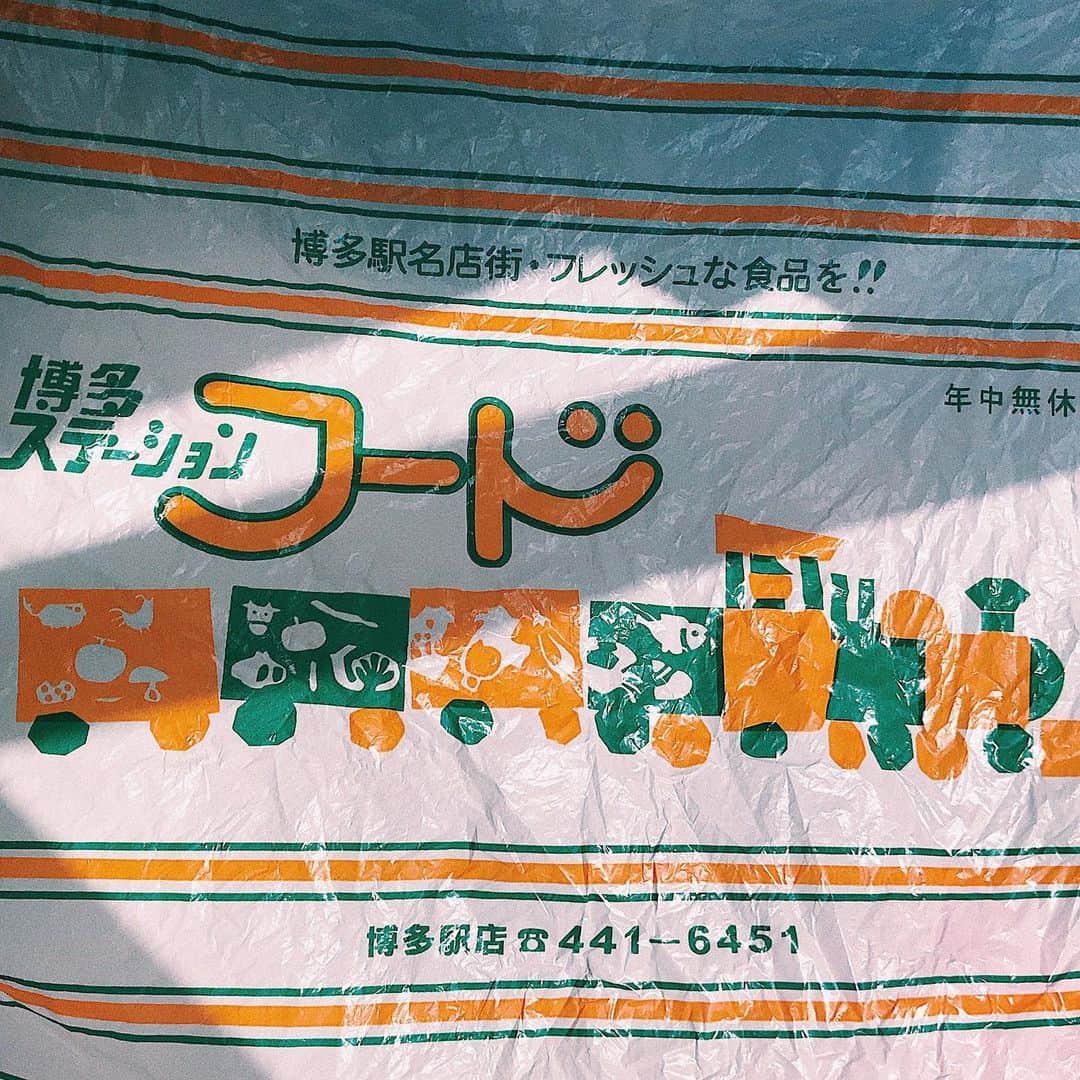 博多駅名店街・フレッシュな食品を!!
年中無休
博多
ステーション
フード
博多駅店☎441-6451